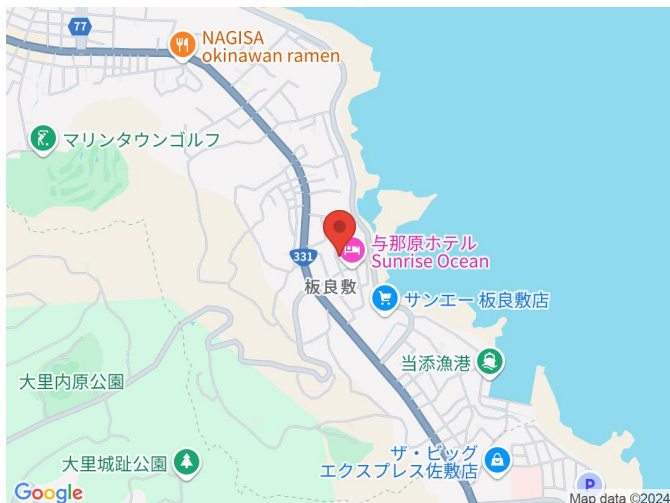 77
NAGISA
okinawan ramen
マリンタウンゴルフ
与那原ホテル
Sunrise Ocean
331
板良敷
サンエー 板良敷店
当添漁港
大里内原公園
大里城趾公園
ザ・ビッグ
エクスプレス佐敷店
P
Google
Map data ©2024